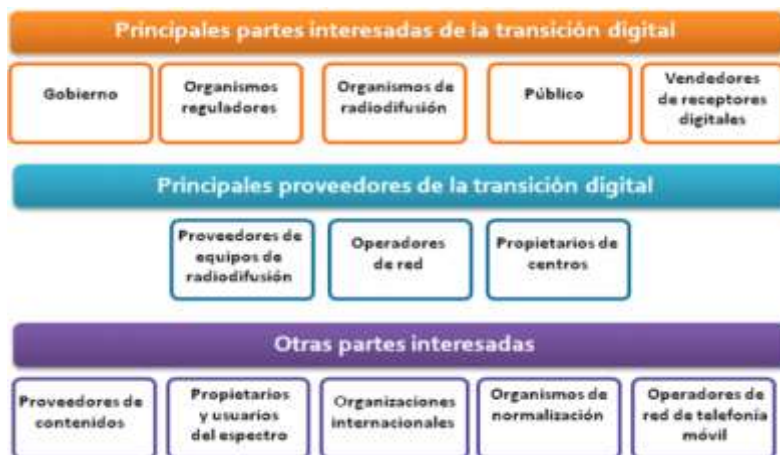 Principales partes interesadas de la transición digital
Gobierno
Organismos
reguladores
Organismos de
radiodifusión
Público
Vendedores
de receptores
digitales
Principales proveedores de la transición digital
Proveedores de
equipos de
radiodifusión
Operadores
de red
Propietarios de
centros
Otras partes interesadas
Proveedores de
contenidos
Propietarios
y usuarios
del espectro
Organizaciones
internacionales
Organismos de
normalización
Operadores de
red de telefonía
móvil